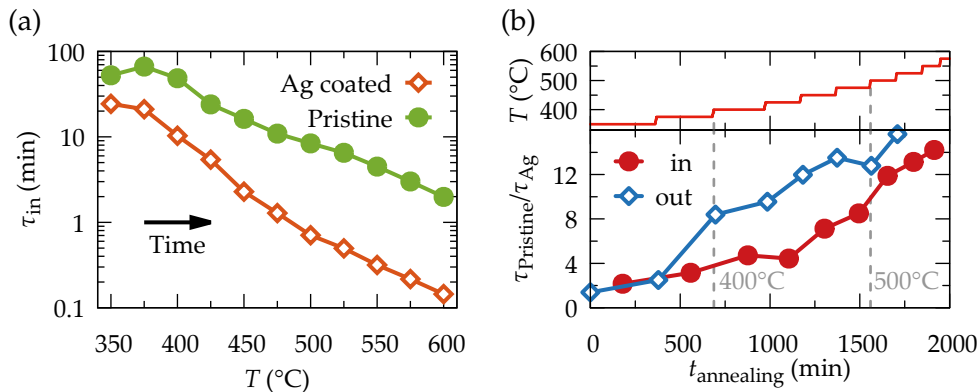 (a)
100
10
1
0.1
τin (min)
Ag coated
Pristine
Time
350 400 450 500 550 600
T (°C)
(b)
600
500
400
T (°C)
12
8
4
0
τPristine/τAg
in
out
400°C
500°C
0 500 1000 1500 2000
tannealing (min)